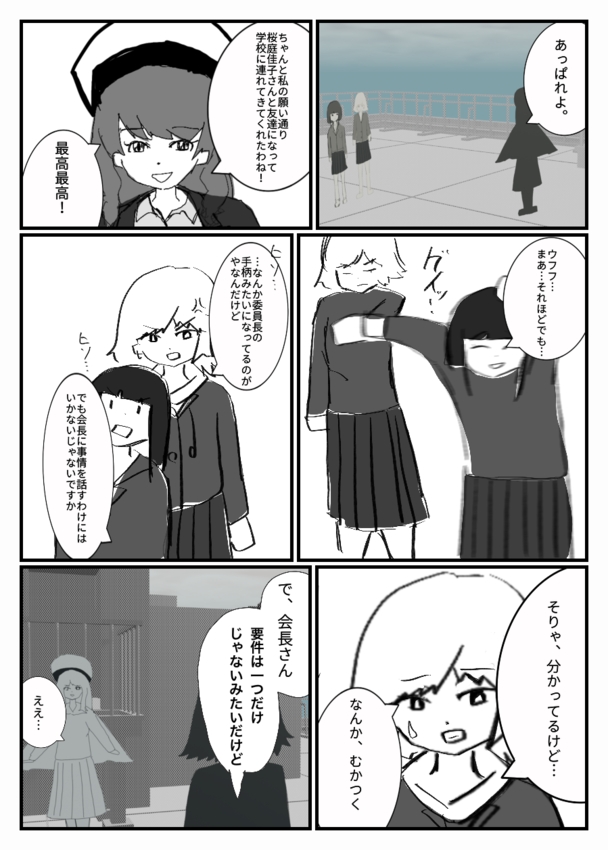 あっぱれよ。
ちゃんと私の願い通り
桜庭佳子さんと友達になって
学校に連れてきてくれたわね！
最高最高！
ウフフ…
まあ…それほどでも…
グイッ…
ヒソ…
…なんか委員長の
手柄みたいになってるのが
やなんだけど
ヒソ…
でも会長に事情を話すわけには
いかないじゃないですか
そりゃ、分かってるけど…
なんか、むかつく
で、会長さん
要件は一つだけ
じゃないみたいだけど
ええ…